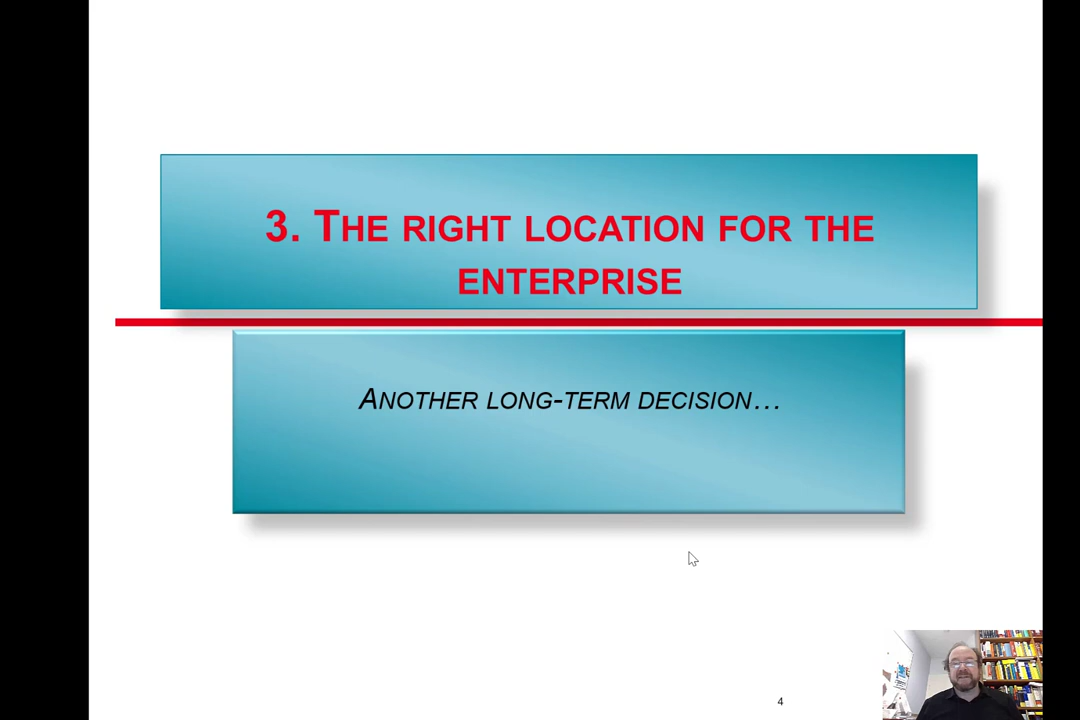 3. THE RIGHT LOCATION FOR THE
ENTERPRISE
ANOTHER LONG-TERM DECISION…
4